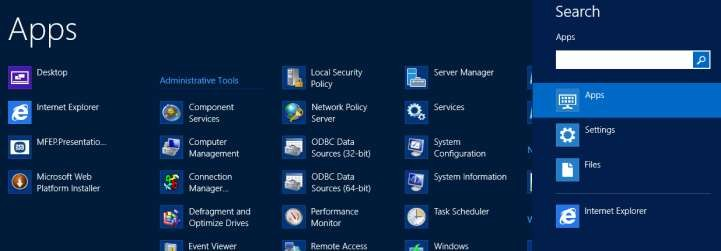 Apps
Desktop
Internet Explorer
MFEP.Presentatio...
Microsoft Web
Platform Installer
Administrative Tools
Component
Services
Computer
Management
Connection
Manager...
Defragment and
Optimize Drives
Event Viewer
Local Security
Policy
Network Policy
Server
ODBC Data
Sources (32-bit)
ODBC Data
Sources (64-bit)
Performance
Monitor
Remote Access
Server Manager
Services
System
Configuration
System Information
Task Scheduler
Windows
Search
Apps
Apps
Settings
Files
Internet Explorer